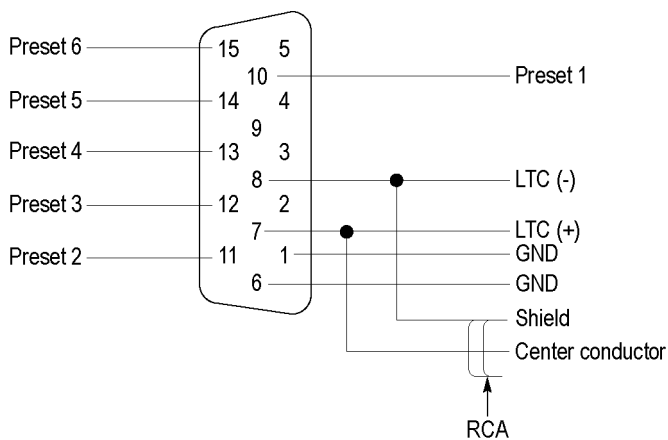 Preset 6 15 5
10 Preset 1
Preset 5 14 4
9
Preset 4 13 3
8 LTC (-)
Preset 3 12 2
7 LTC (+)
Preset 2 11 1 GND
6 GND
Shield
Center conductor
RCA